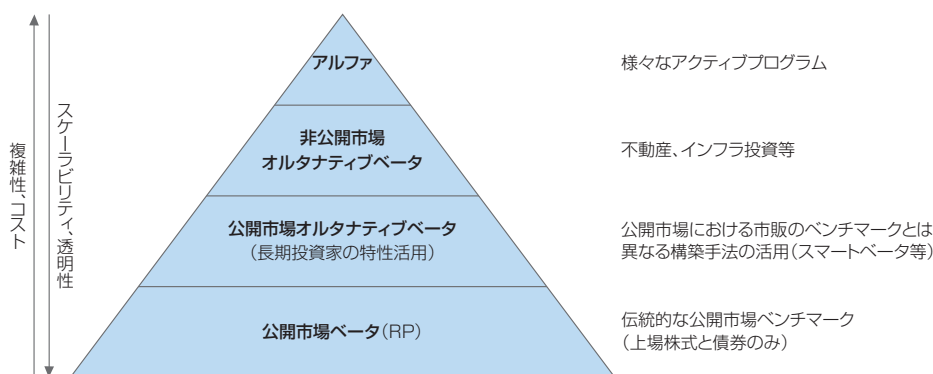 複雑性、コスト
スケーラビリティ、透明性
アルファ
様々なアクティブプログラム
非公開市場
オルタナティブベータ
不動産、インフラ投資等
公開市場オルタナティブベータ
（長期投資家の特性活用）
公開市場における市販のベンチマークとは
異なる構築手法の活用（スマートベータ等）
公開市場ベータ（RP）
伝統的な公開市場ベンチマーク
（上場株式と債券のみ）